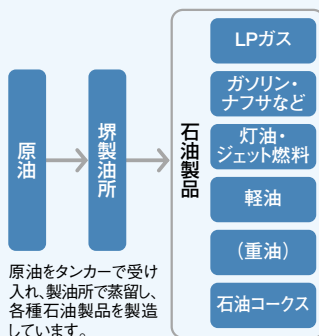 原油
堺製油所
石油製品
LPガス
ガソリン・
ナフサなど
灯油・
ジェット燃料
軽油
(重油)
石油コークス
原油をタンカーで受け
入れ、製油所で蒸留し、
各種石油製品を製造
しています。